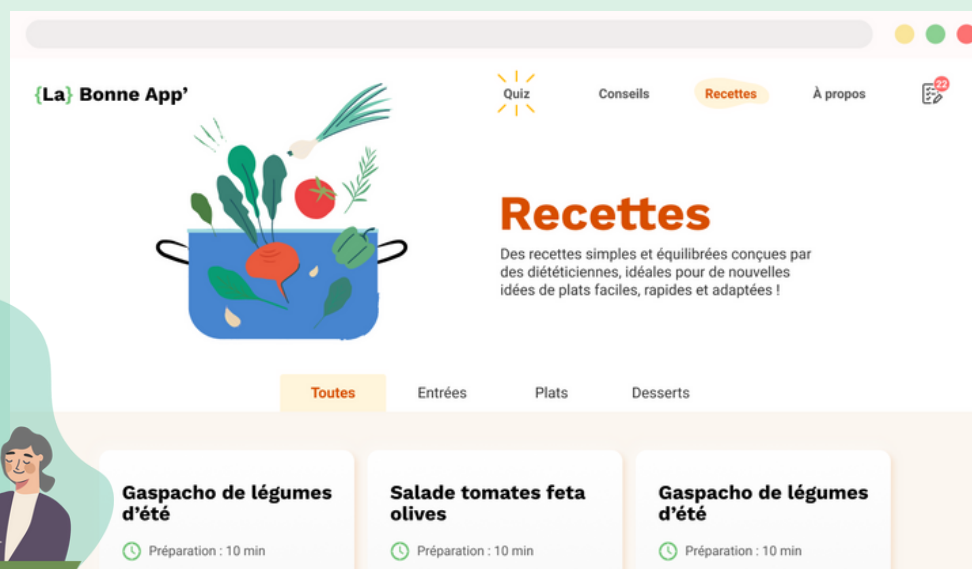 {La} Bonne App’
Quiz
Conseils
Recettes
À propos
22
Recettes
Des recettes simples et équilibrées conçues par
des diététiciennes, idéales pour de nouvelles
idées de plats faciles, rapides et adaptées !
Toutes
Entrées
Plats
Desserts
Gaspacho de légumes
d’été
Préparation : 10 min
Salade tomates feta
olives
Préparation : 10 min
Gaspacho de légumes
d’été
Préparation : 10 min